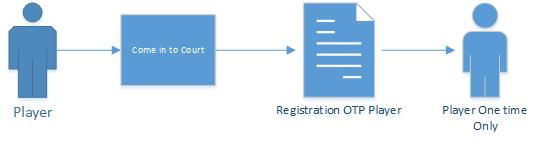 Come in to Court
Player
Registration OTP Player
Player One time
Only